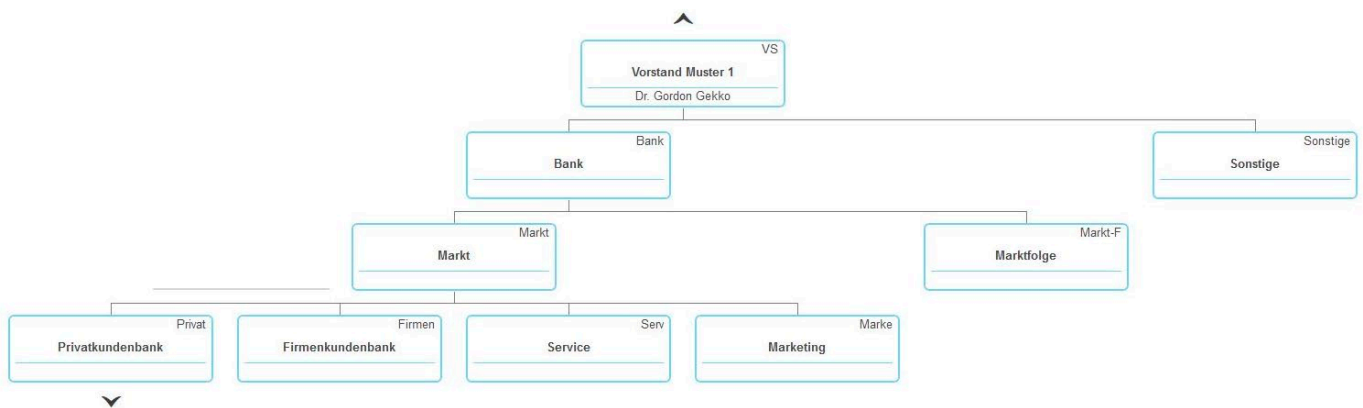 VS
Vorstand Muster 1
Dr. Gordon Gekko
Bank
Bank
Sonstige
Sonstige
Markt
Markt
Markt-F
Marktfolge
Privat
Privatkundenbank
Firmen
Firmenkundenbank
Serv
Service
Marke
Marketing